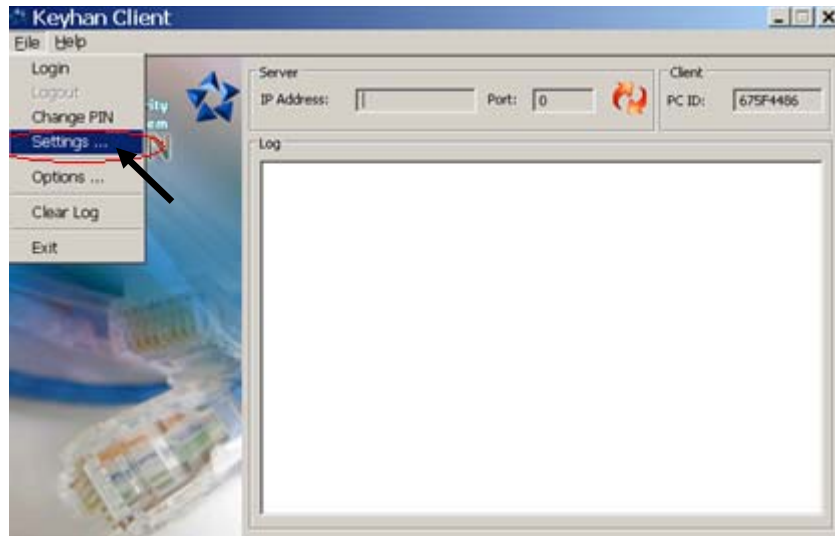 Keyhan Client
File Help
Login
Logout
Change PIN
Settings ...
Options ...
Clear Log
Exit
Server
IP Address:
Port: 0
Client
PC ID: 675F4486
Log